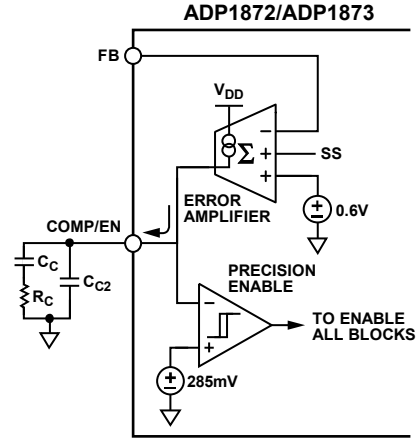 ADP1872/ADP1873
FB
VDD
Σ
SS
ERROR
AMPLIFIER
0.6V
COMP/EN
CC
CC2
RC
PRECISION
ENABLE
TO ENABLE
ALL BLOCKS
285mV